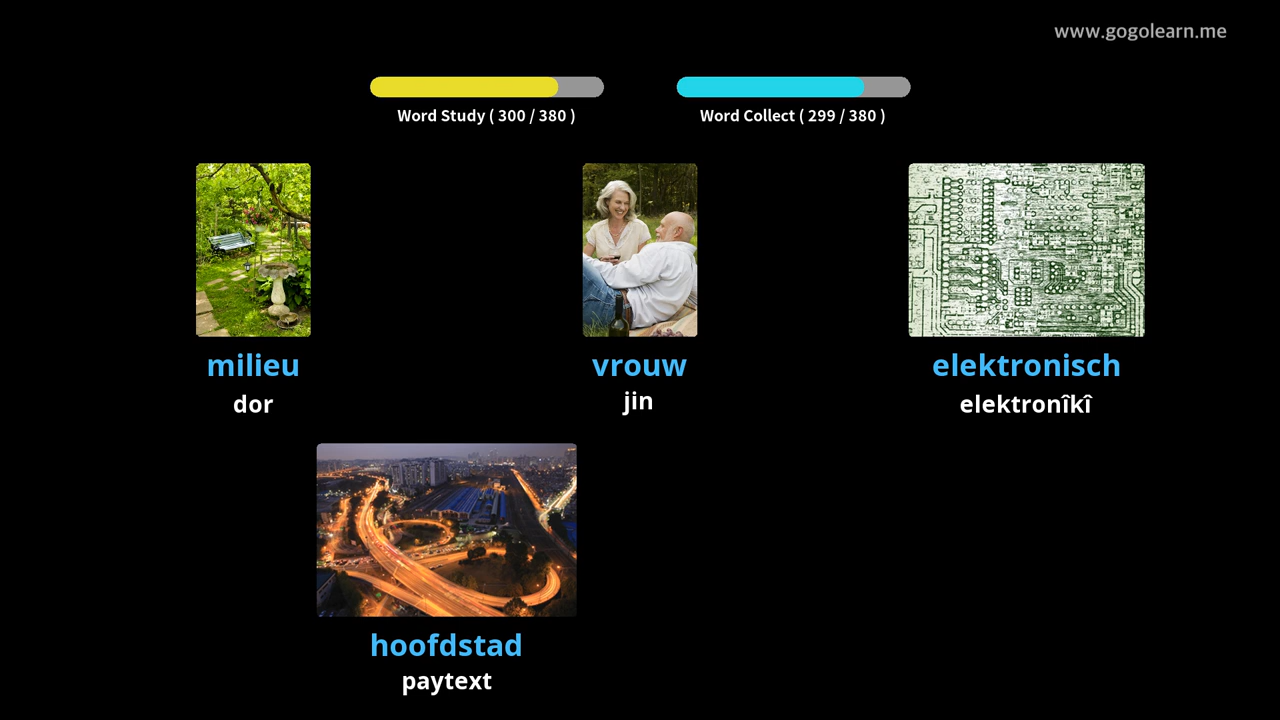 www.gogolearn.me
Word Study ( 300 / 380 )
Word Collect ( 299 / 380 )
milieu
dor
vrouw
jin
elektronisch
elektronîkî
hoofdstad
paytext